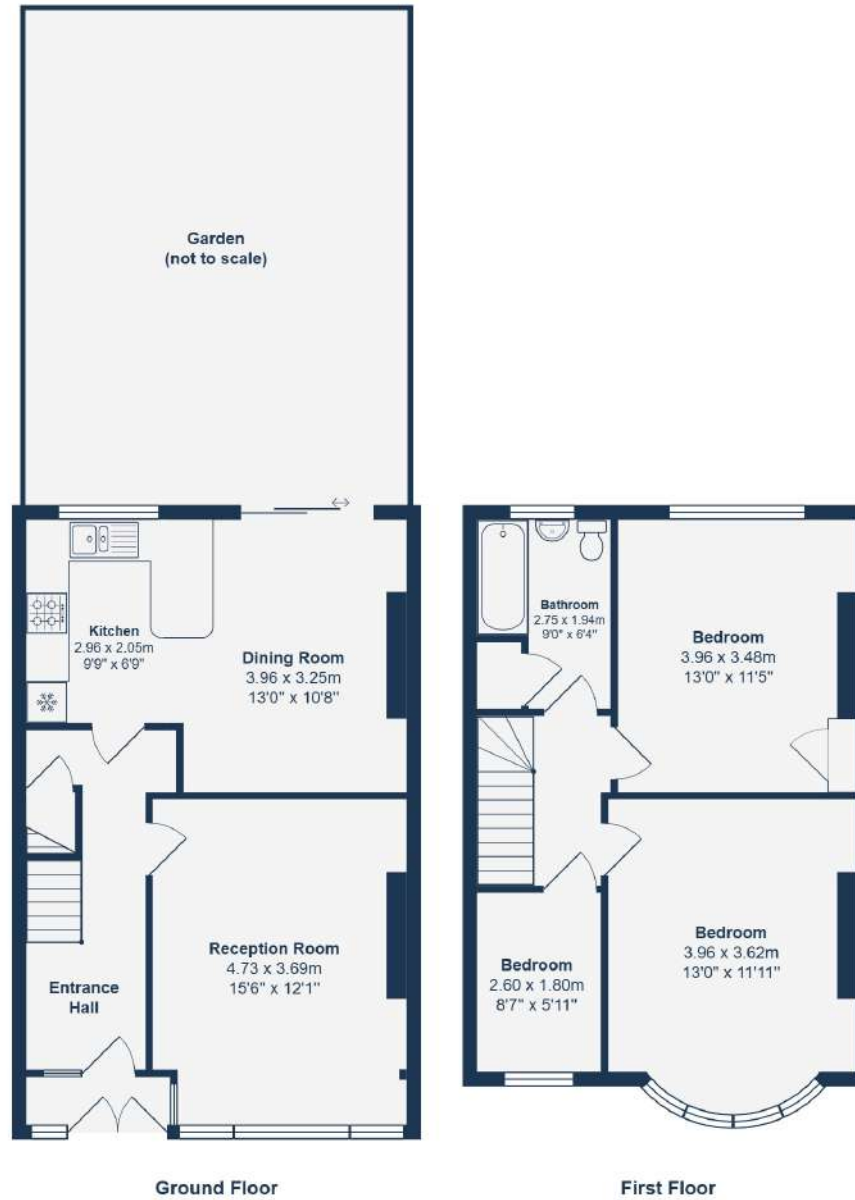 Garden
(not to scale)
Kitchen
2.96 x 2.05m
9'9" x 6'9"
Dining Room
3.96 x 3.25m
13'0" x 10'8"
Reception Room
4.73 x 3.69m
15'6" x 12'1"
Entrance
Hall
Ground Floor
Bathroom
2.75 x 1.94m
9'0" x 6'4"
Bedroom
3.96 x 3.48m
13'0" x 11'5"
Bedroom
3.96 x 3.62m
13'0" x 11'11"
Bedroom
2.60 x 1.80m
8'7" x 5'11"
First Floor